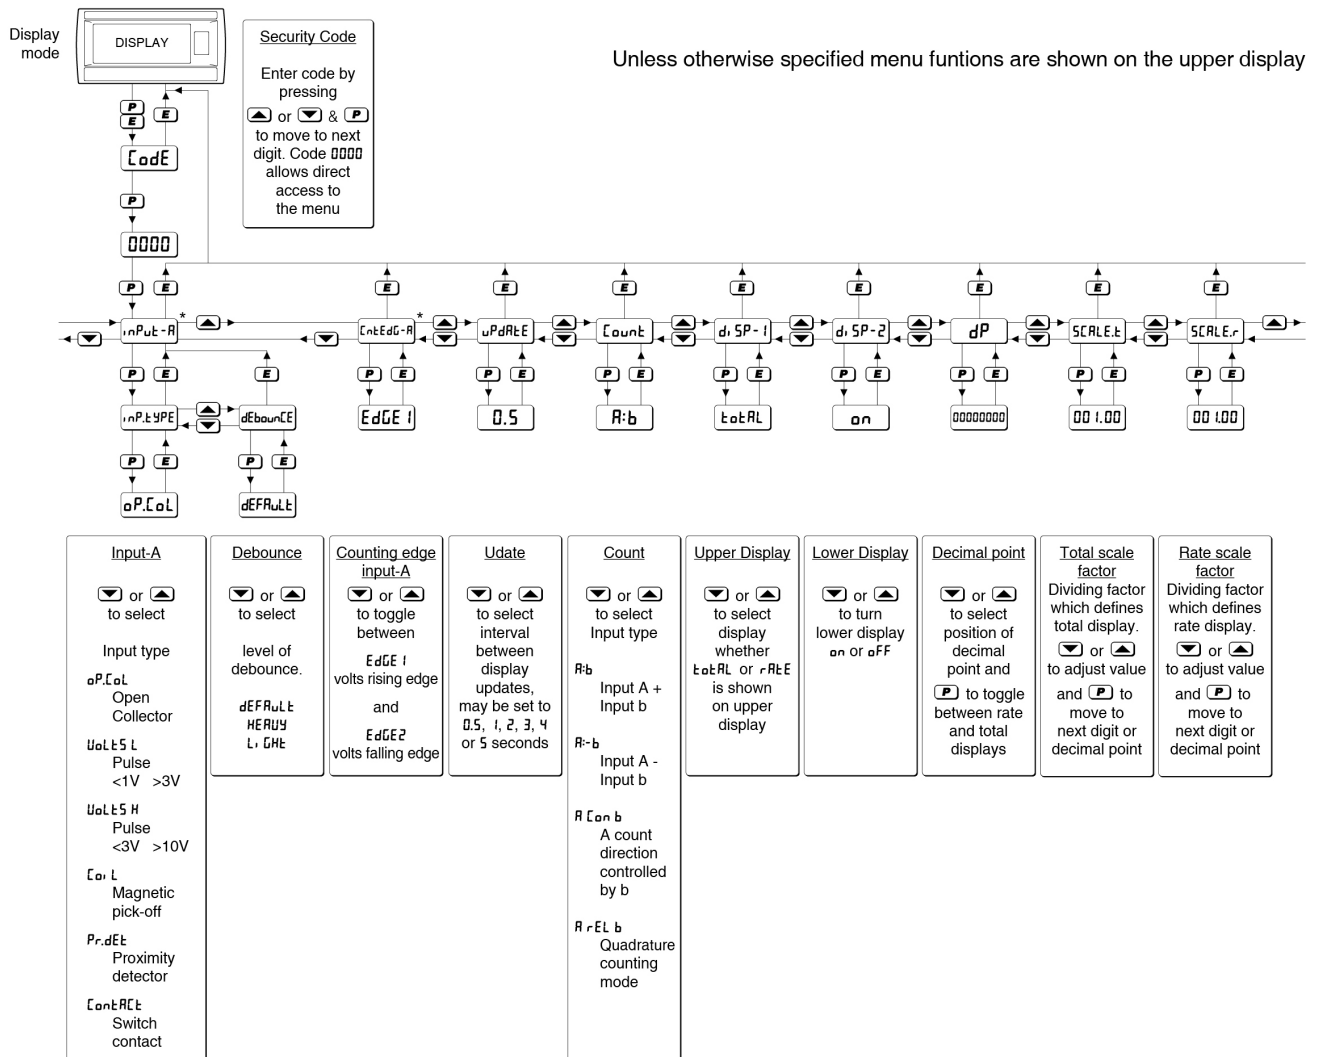 Display
mode
DISPLAY
Security Code
Enter code by
pressing
or & P
to move to next
digit. Code 0000
allows direct
access to
the menu
Unless otherwise specified menu funtions are shown on the upper display
P
E
E
CodE
P
0000
P E E E E E E E E
inPut-A * CntEdG-A * uPdAtE Count diSP-1 diSP-2 dP SCALE.t SCALE.r
P E E P E P E P E P E P E P E P E P E
inP.tYPE dEbounCE EdGE 1 0.5 A:b totAL on 00000000 001.00 001.00
P E P E
oP.CoL dEFAuLt
Input-A
or
to select
Input type
oP.CoL
Open
Collector
VoLtS L
Pulse
<1V >3V
VoLtS H
Pulse
<3V >10V
Coi L
Magnetic
pick-off
Pr.dEt
Proximity
detector
ContACt
Switch
contact
Debounce
or
to select
level of
debounce.
dEFAuLt
HEAVY
LiGHt
Counting edge
input-A
or
to toggle
between
EdGE 1
volts rising edge
and
EdGE2
volts falling edge
Udate
or
to select
interval
between
display
updates,
may be set to
0.5, 1, 2, 3, 4
or 5 seconds
Count
or
to select
Input type
A:b
Input A +
Input b
A:-b
Input A -
Input b
A Con b
A count
direction
controlled
by b
A rEL b
Quadrature
counting
mode
Upper Display
or
to select
display
whether
totAL or rAtE
is shown
on upper
display
Lower Display
or
to turn
lower display
on or oFF
Decimal point
or
to select
position of
decimal
point and
P to toggle
between rate
and total
displays
Total scale
factor
Dividing factor
which defines
total display.
or
to adjust value
and P to
move to
next digit or
decimal point
Rate scale
factor
Dividing factor
which defines
rate display.
or
to adjust value
and P to
move to
next digit or
decimal point